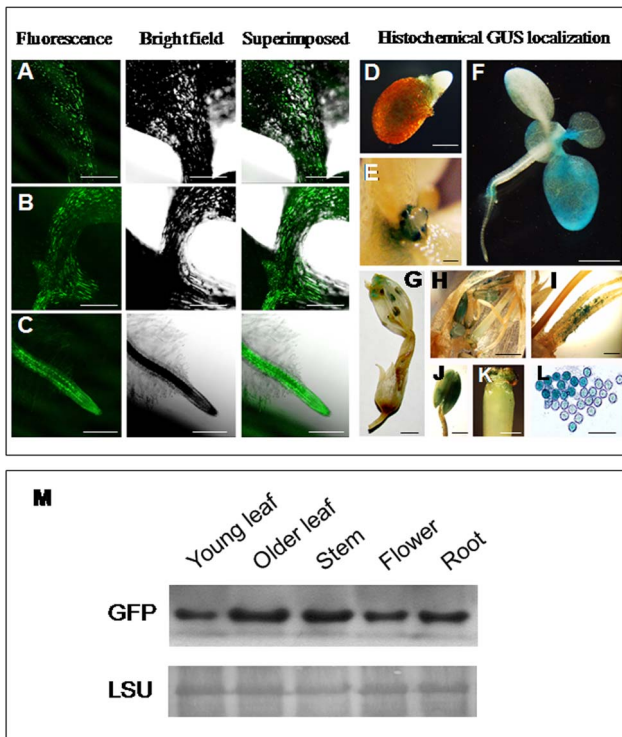 Fluorescence Brightfield Superimposed Histochemical GUS localization
A
D
F
E
B
G
H
I
C
J
K
L
M
Young leaf Older leaf Stem Flower Root
GFP
LSU